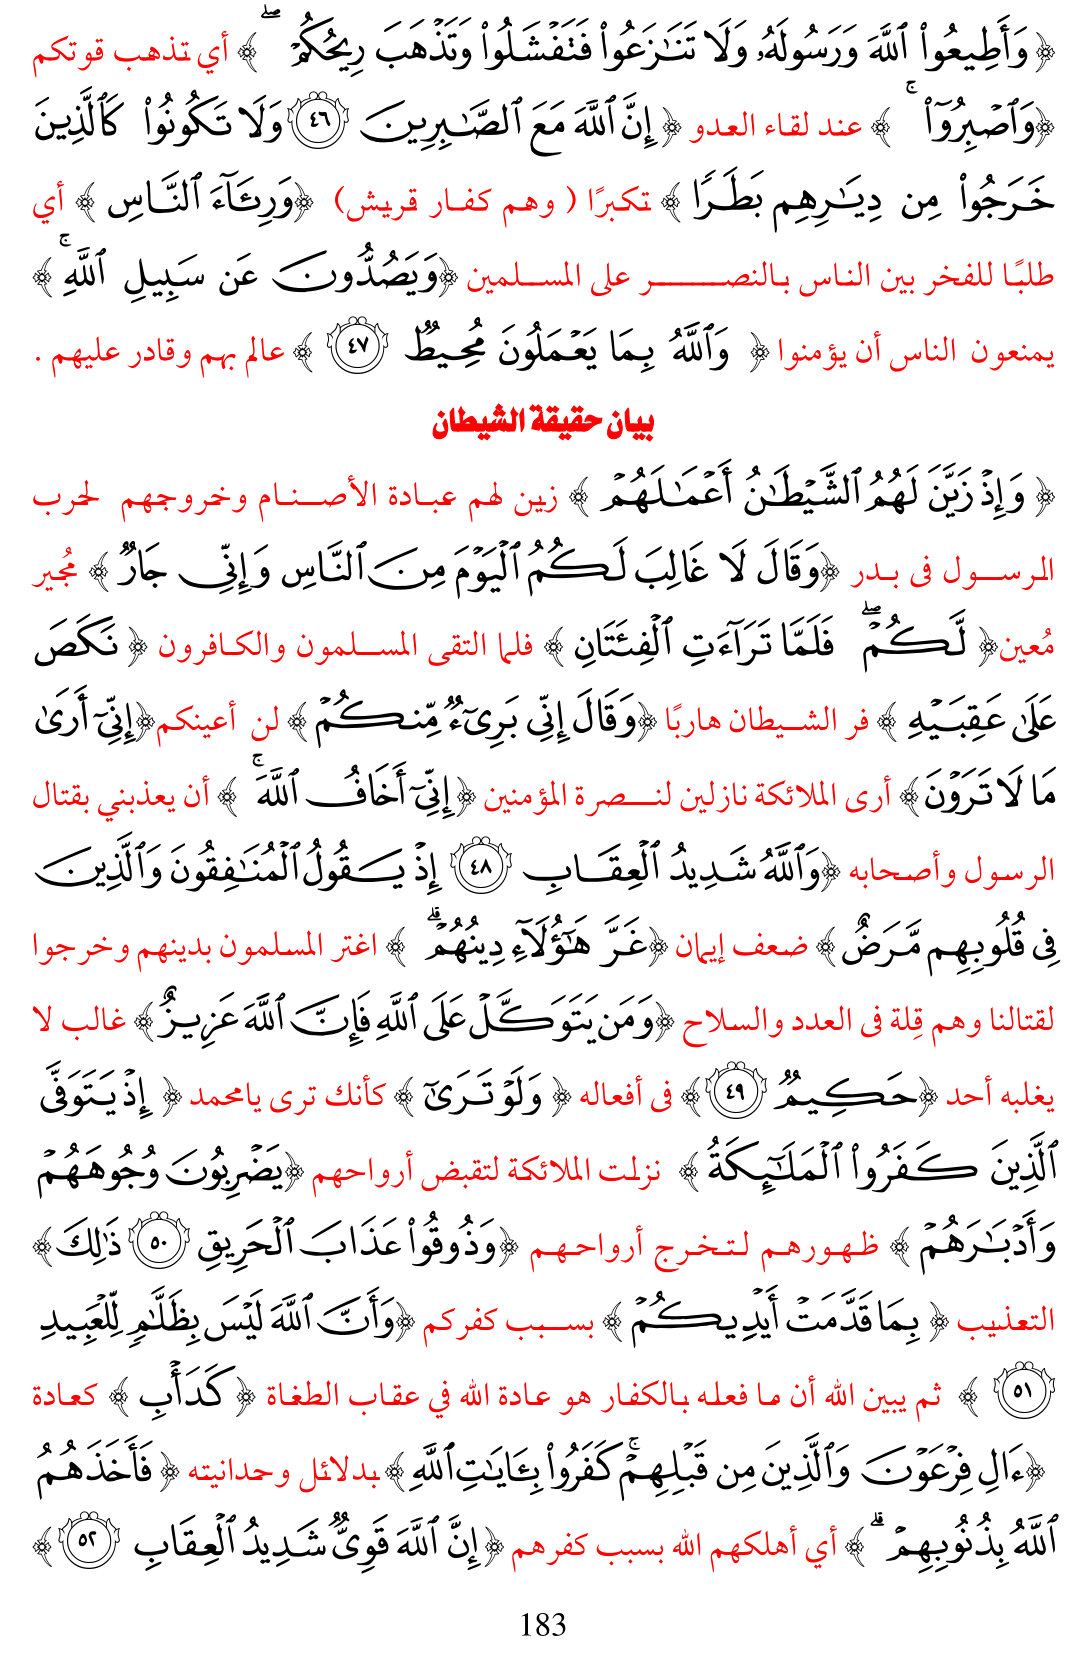 ﴿ وَأَطِيعُواْ ٱللَّهَ وَرَسُولَهُۥ وَلَا تَنَٰزَعُواْ فَتَفۡشَلُواْ وَتَذۡهَبَ رِيحُكُمۡۖ ﴾ أي تذهب قوتكم
﴿وَٱصۡبِرُوٓاْۚ ﴾ عند لقاء العدو ﴿ إِنَّ ٱللَّهَ مَعَ ٱلصَّٰبِرِينَ ٤٦ وَلَا تَكُونُواْ كَٱلَّذِينَ
خَرَجُواْ مِن دِيَٰرِهِم بَطَرٗا ﴾ تكبرًا ( وهم كفار قريش) ﴿وَرِئَآءَ ٱلنَّاسِ ﴾ أي
طلبًا للفخر بين الناس بالنصر على المسلمين ﴿وَيَصُدُّونَ عَن سَبِيلِ ٱللَّهِۚ ﴾
يمنعون الناس أن يؤمنوا ﴿ وَٱللَّهُ بِمَا يَعۡمَلُونَ مُحِيطٞ ٤٧ ﴾ عالم بهم وقادر عليهم .
بيان حقيقة الشيطان
﴿ وَإِذۡ زَيَّنَ لَهُمُ ٱلشَّيۡطَٰنُ أَعۡمَٰلَهُمۡ ﴾ زين لهم عبادة الأصنام وخروجهم لحرب
الرسول فى بدر ﴿وَقَالَ لَا غَالِبَ لَكُمُ ٱلۡيَوۡمَ مِنَ ٱلنَّاسِ وَإِنِّي جَارٞ ﴾ مُجير
مُعين﴿ لَّكُمۡۖ فَلَمَّا تَرَآءَتِ ٱلۡفِئَتَانِ ﴾ فلما التقى المسلمون والكافرون ﴿ نَكَصَ
عَلَىٰ عَقِبَيۡهِ ﴾ فر الشيطان هاربًا ﴿وَقَالَ إِنِّي بَرِيٓءٞ مِّنكُمۡ ﴾ لن أعينكم﴿إِنِّيٓ أَرَىٰ
مَا لَا تَرَوۡنَ﴾ أرى الملائكة نازلين لنصرة المؤمنين ﴿إِنِّيٓ أَخَافُ ٱللَّهَۚ ﴾ أن يعذبني بقتال
الرسول وأصحابه ﴿وَٱللَّهُ شَدِيدُ ٱلۡعِقَابِ ٤٨ إِذۡ يَقُولُ ٱلۡمُنَٰفِقُونَ وَٱلَّذِينَ
فِي قُلُوبِهِم مَّرَضٌ ﴾ ضعف إيمان ﴿غَرَّ هَٰٓؤُلَآءِ دِينُهُمۡۗ ﴾ اغتر المسلمون بدينهم وخرجوا
لقتالنا وهم قِلة فى العدد والسلاح ﴿وَمَن يَتَوَكَّلۡ عَلَى ٱللَّهِ فَإِنَّ ٱللَّهَ عَزِيزٌ ﴾ غالب لا
يغلبه أحد ﴿حَكِيمٞ ٤٩ ﴾ فى أفعاله ﴿ وَلَوۡ تَرَىٰٓ ﴾ كأنك ترى يامحمد ﴿ إِذۡ يَتَوَفَّى
ٱلَّذِينَ كَفَرُواْ ٱلۡمَلَٰٓئِكَةُ ﴾ نزلت الملائكة لتقبض أرواحهم ﴿يَضۡرِبُونَ وُجُوهَهُمۡ
وَأَدۡبَٰرَهُمۡ ﴾ ظهورهم لتخرج أرواحهم ﴿وَذُوقُواْ عَذَابَ ٱلۡحَرِيقِ ٥٠ ذَٰلِكَ ﴾
التعذيب ﴿ بِمَا قَدَّمَتۡ أَيۡدِيكُمۡ ﴾ بسبب كفركم ﴿وَأَنَّ ٱللَّهَ لَيۡسَ بِظَلَّٰمٖ لِّلۡعَبِيدِ
٥١ ﴾ ثم يبين الله أن ما فعله بالكفار هو عادة الله في عقاب الطغاة ﴿ كَدَأۡبِ ﴾ كعادة
﴿ءَالِ فِرۡعَوۡنَ وَٱلَّذِينَ مِن قَبۡلِهِمۡۚ كَفَرُواْ بِـَٔايَٰتِ ٱللَّهِ ﴾بدلائل وحدانيته ﴿ فَأَخَذَهُمُ
ٱللَّهُ بِذُنُوبِهِمۡۗ ﴾ أي أهلكهم الله بسبب كفرهم ﴿إِنَّ ٱللَّهَ قَوِيّٞ شَدِيدُ ٱلۡعِقَابِ ٥٢ ﴾
183